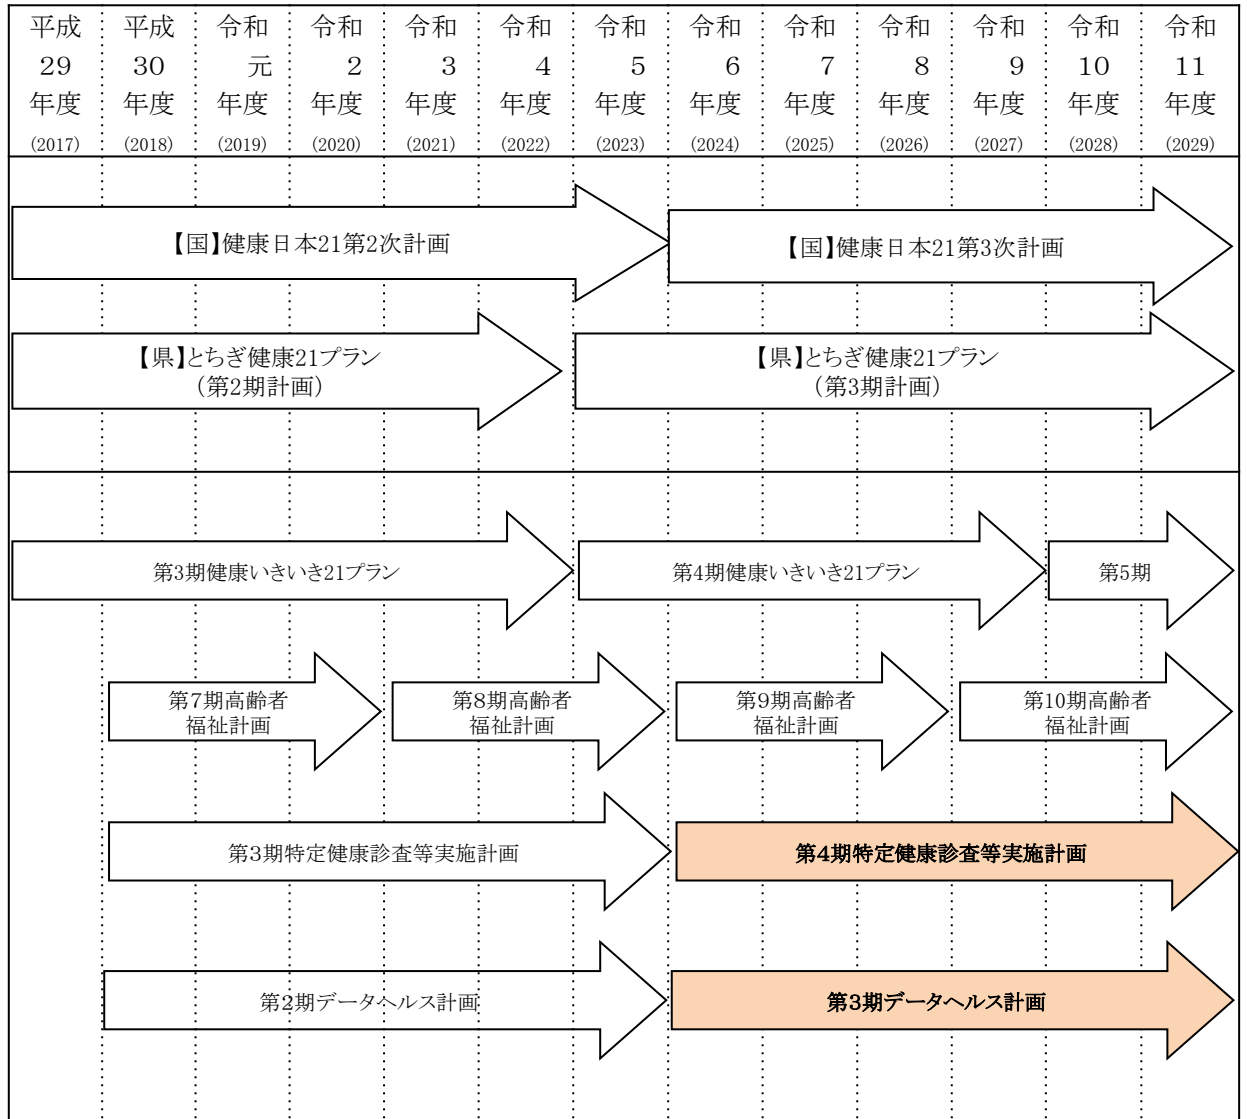 平成 平成 令和 令和 令和 令和 令和 令和 令和 令和 令和 令和 令和
29 30 元 2 3 4 5 6 7 8 9 10 11
年度 年度 年度 年度 年度 年度 年度 年度 年度 年度 年度 年度 年度
(2017) (2018) (2019) (2020) (2021) (2022) (2023) (2024) (2025) (2026) (2027) (2028) (2029)
【国】健康日本21第2次計画
【国】健康日本21第3次計画
【県】とちぎ健康21プラン
(第2期計画)
【県】とちぎ健康21プラン
(第3期計画)
第3期健康いきいき21プラン
第4期健康いきいき21プラン
第5期
第7期高齢者
福祉計画
第8期高齢者
福祉計画
第9期高齢者
福祉計画
第10期高齢者
福祉計画
第3期特定健康診査等実施計画
第4期特定健康診査等実施計画
第2期データヘルス計画
第3期データヘルス計画